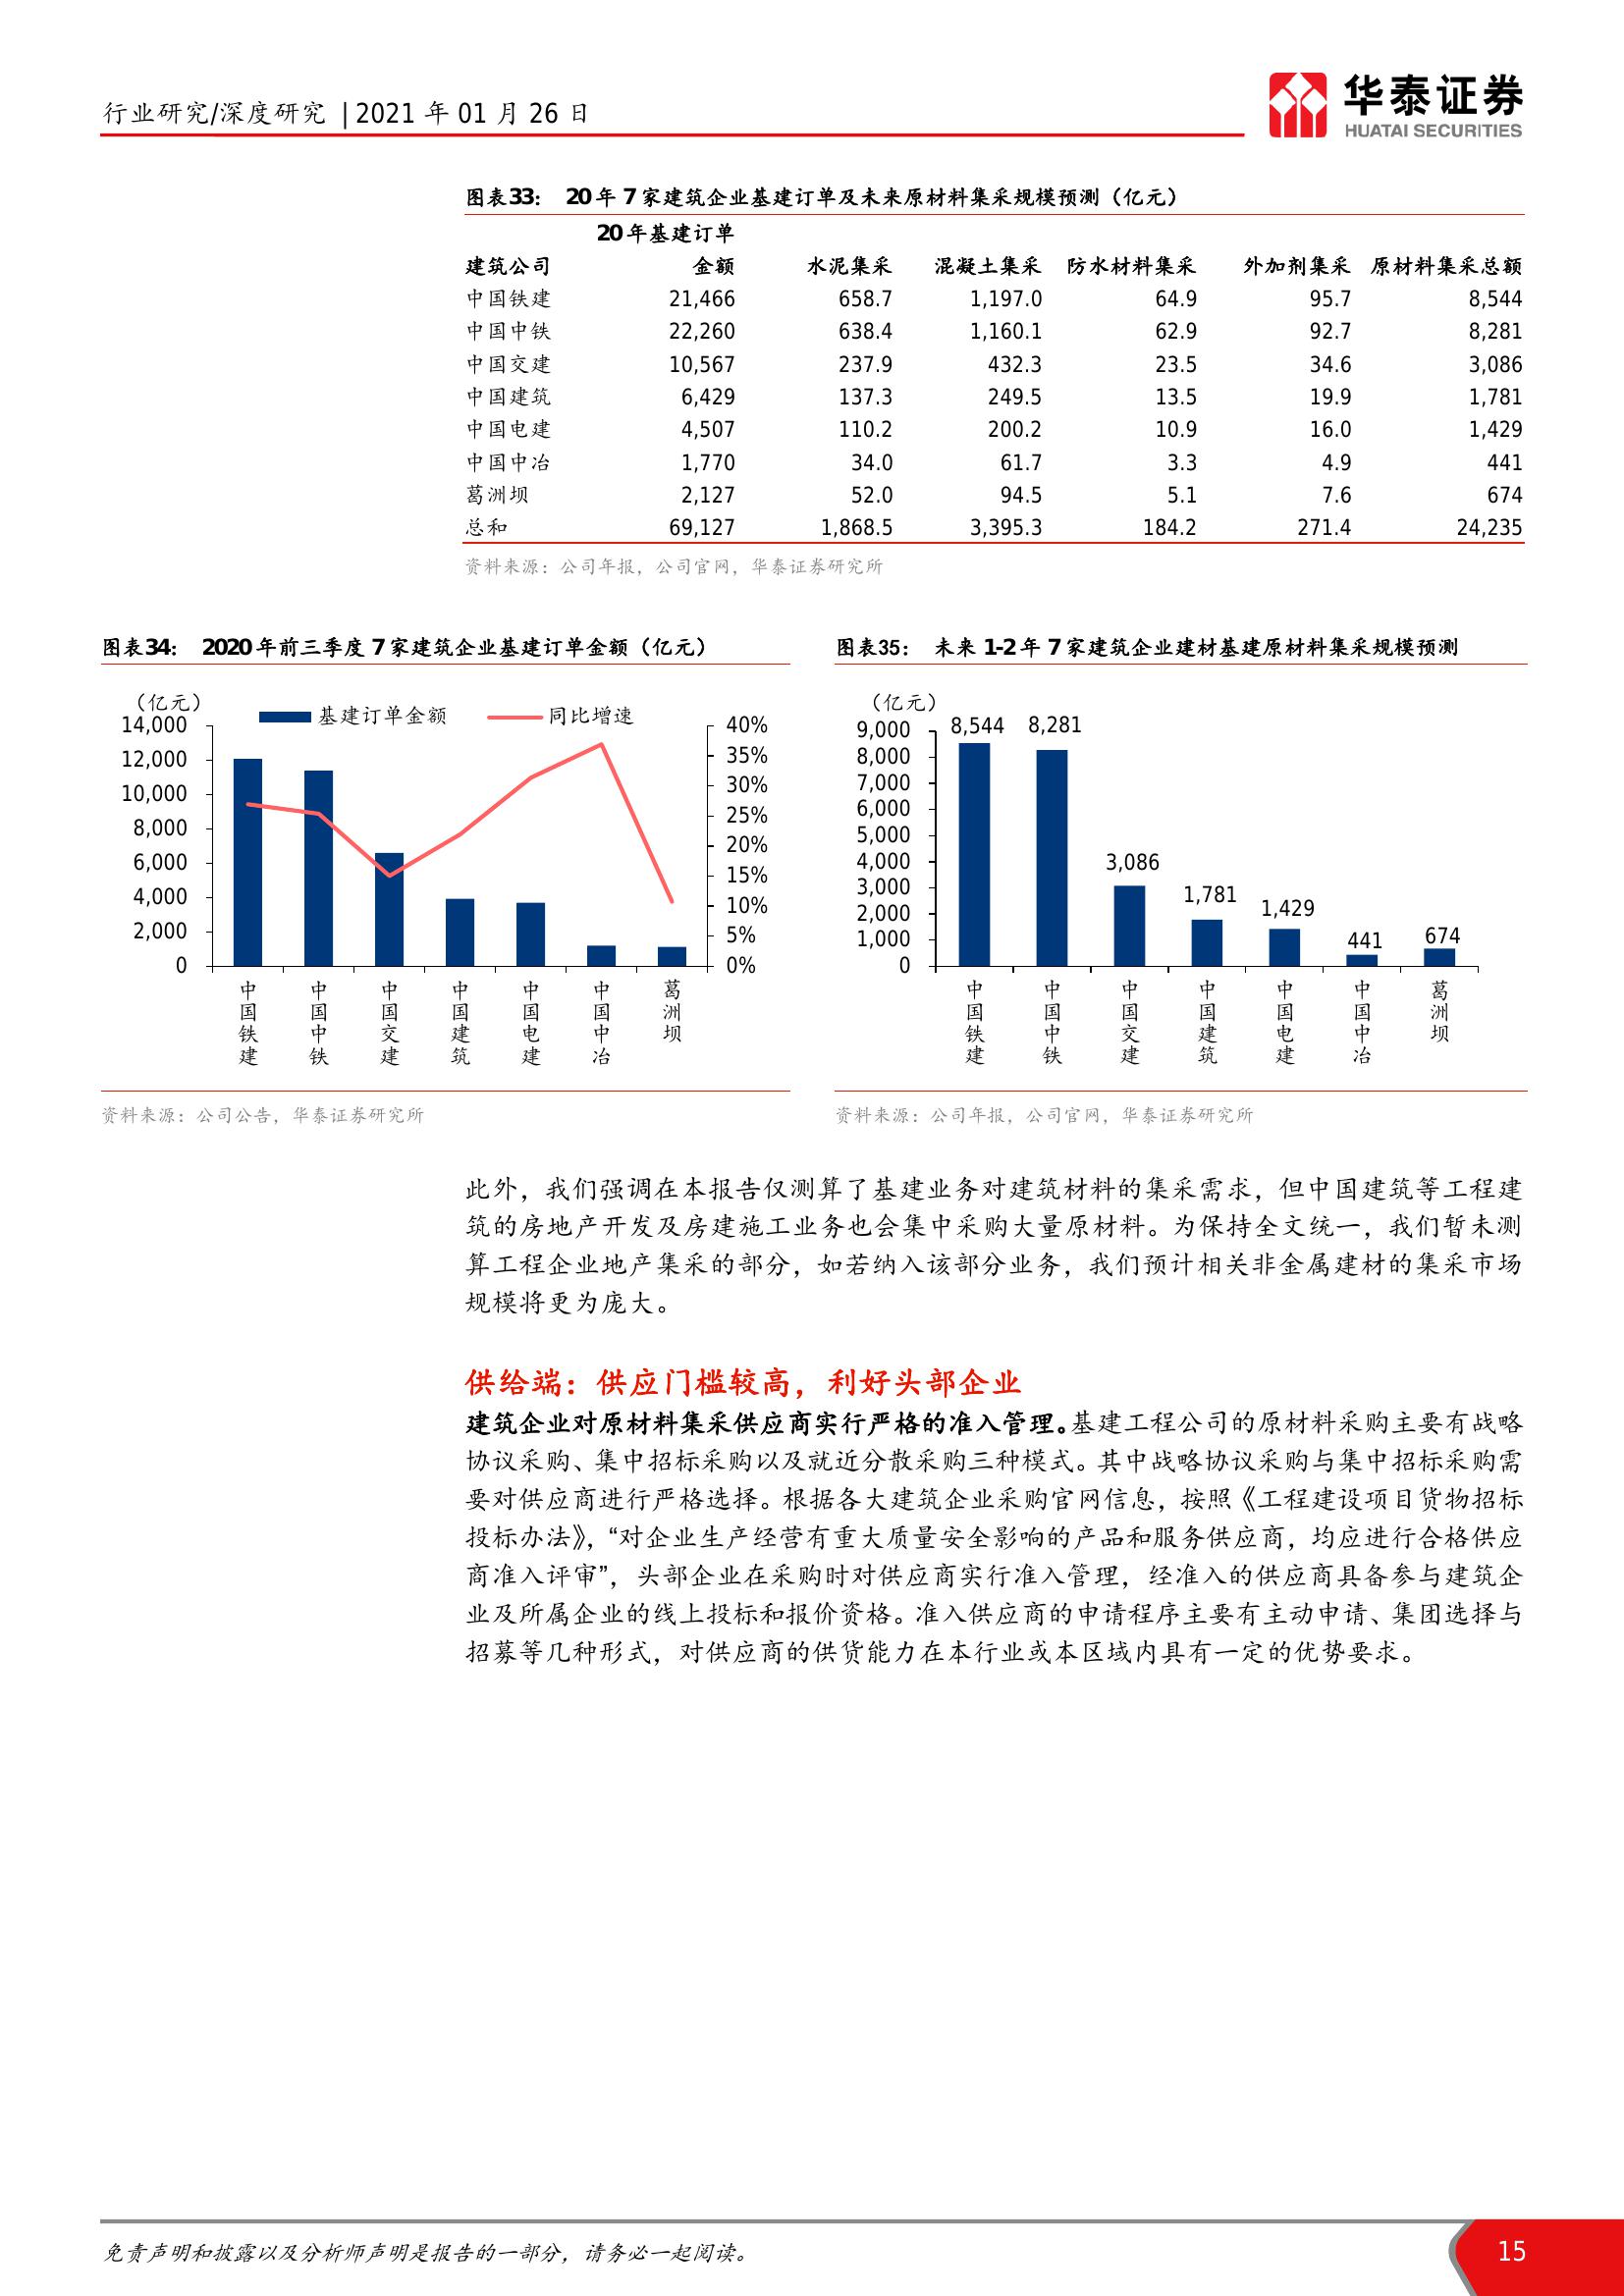 行业研究/深度研究 | 2021 年 01 月 26 日
华泰证券
HUATAI SECURITIES
图表33： 20 年 7 家建筑企业基建订单及未来原材料集采规模预测（亿元）
20 年基建订单
建筑公司 金额 水泥集采 混凝土集采 防水材料集采 外加剂集采 原材料集采总额
中国铁建 21,466 658.7 1,197.0 64.9 95.7 8,544
中国中铁 22,260 638.4 1,160.1 62.9 92.7 8,281
中国交建 10,567 237.9 432.3 23.5 34.6 3,086
中国建筑 6,429 137.3 249.5 13.5 19.9 1,781
中国电建 4,507 110.2 200.2 10.9 16.0 1,429
中国中冶 1,770 34.0 61.7 3.3 4.9 441
葛洲坝 2,127 52.0 94.5 5.1 7.6 674
总和 69,127 1,868.5 3,395.3 184.2 271.4 24,235
资料来源：公司年报，公司官网，华泰证券研究所
图表34： 2020 年前三季度 7 家建筑企业基建订单金额（亿元）
（亿元）
基建订单金额 同比增速
14,000 40%
12,000 35%
10,000 30%
8,000 25%
6,000 20%
4,000 15%
2,000 10%
0 5%
0%
中国铁建 中国中铁 中国交建 中国建筑 中国电建 中国中冶 葛洲坝
资料来源：公司公告，华泰证券研究所
图表35： 未来 1-2 年 7 家建筑企业建材基建原材料集采规模预测
（亿元）
9,000
8,000
7,000
6,000
5,000
4,000
3,000
2,000
1,000
0
8,544 8,281 3,086 1,781 1,429 441 674
中国铁建 中国中铁 中国交建 中国建筑 中国电建 中国中冶 葛洲坝
资料来源：公司年报，公司官网，华泰证券研究所
此外，我们强调在本报告仅测算了基建业务对建筑材料的集采需求，但中国建筑等工程建
筑的房地产开发及房建施工业务也会集中采购大量原材料。为保持全文统一，我们暂未测
算工程企业地产集采的部分，如若纳入该部分业务，我们预计相关非金属建材的集采市场
规模将更为庞大。
供给端：供应门槛较高，利好头部企业
建筑企业对原材料集采供应商实行严格的准入管理。基建工程公司的原材料采购主要有战略
协议采购、集中招标采购以及就近分散采购三种模式。其中战略协议采购与集中招标采购需
要对供应商进行严格选择。根据各大建筑企业采购官网信息，按照《工程建设项目货物招标
投标办法》，“对企业生产经营有重大质量安全影响的产品和服务供应商，均应进行合格供应
商准入评审”，头部企业在采购时对供应商实行准入管理，经准入的供应商具备参与建筑企
业及所属企业的线上投标和报价资格。准入供应商的申请程序主要有主动申请、集团选择与
招募等几种形式，对供应商的供货能力在本行业或本区域内具有一定的优势要求。
免责声明和披露以及分析师声明是报告的一部分，请务必一起阅读。
15